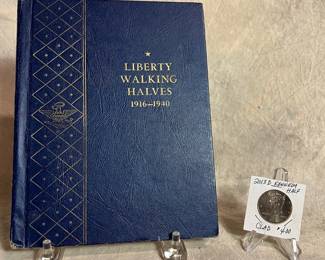 LIBERTY
WALKING
HALVES
1916-1940
2013 D KENNEDY
HALF
CLAD